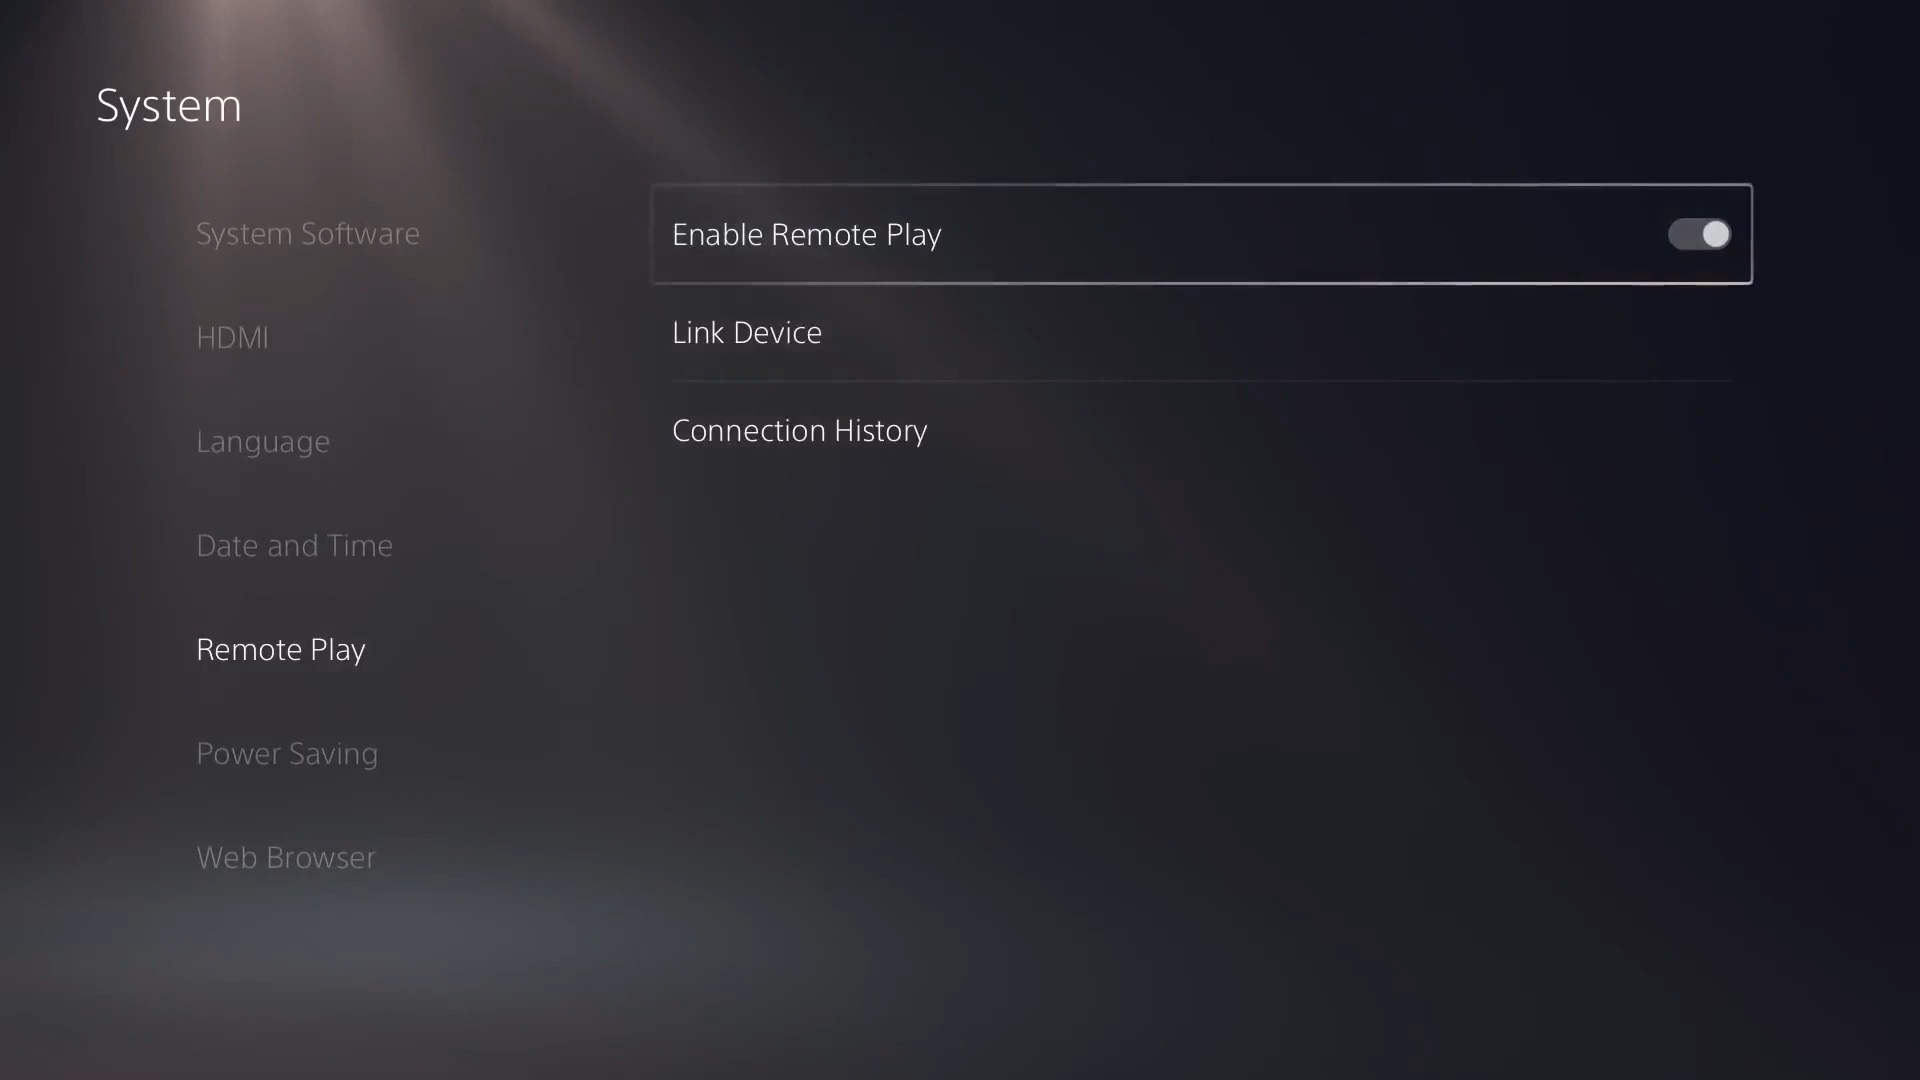 System
System Software
HDMI
Language
Date and Time
Remote Play
Power Saving
Web Browser
Enable Remote Play
Link Device
Connection History